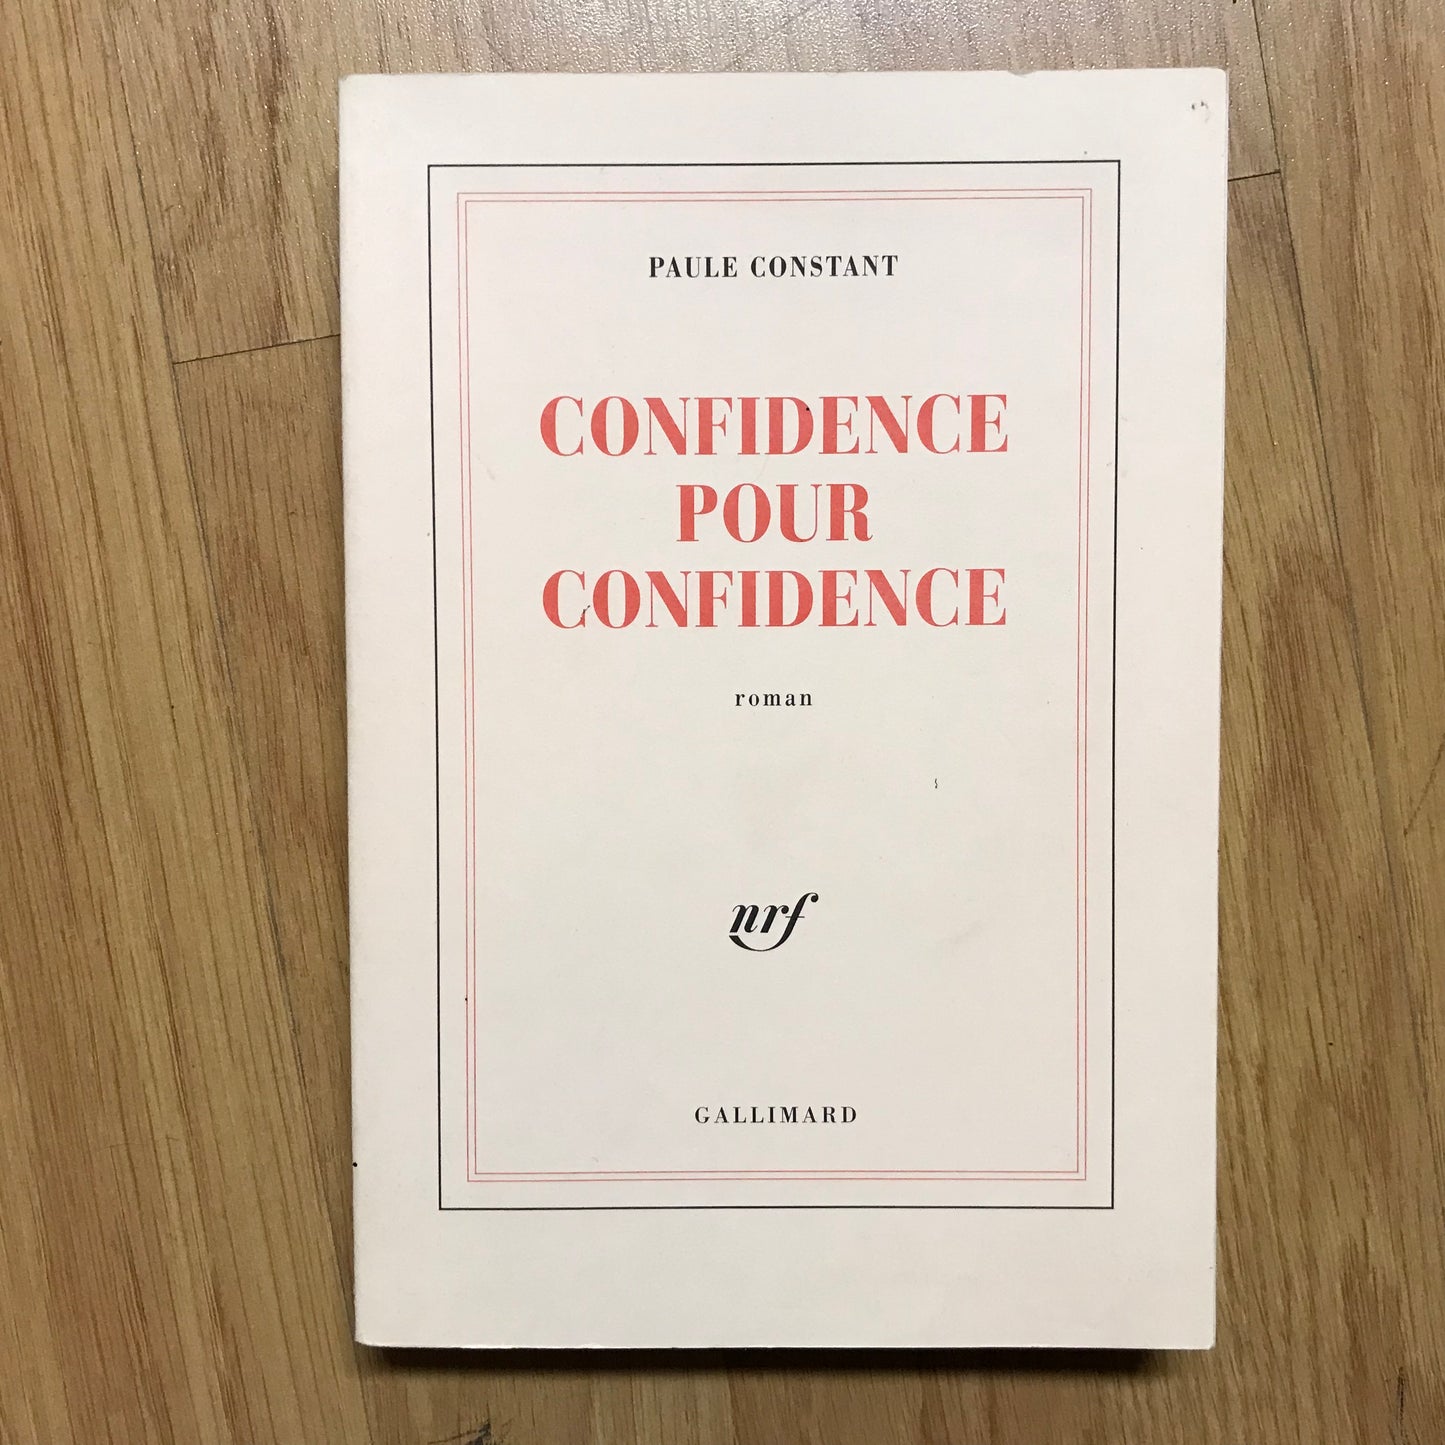 PAULE CONSTANT
CONFIDENCE
POUR
CONFIDENCE
roman
nrf
GALLIMARD